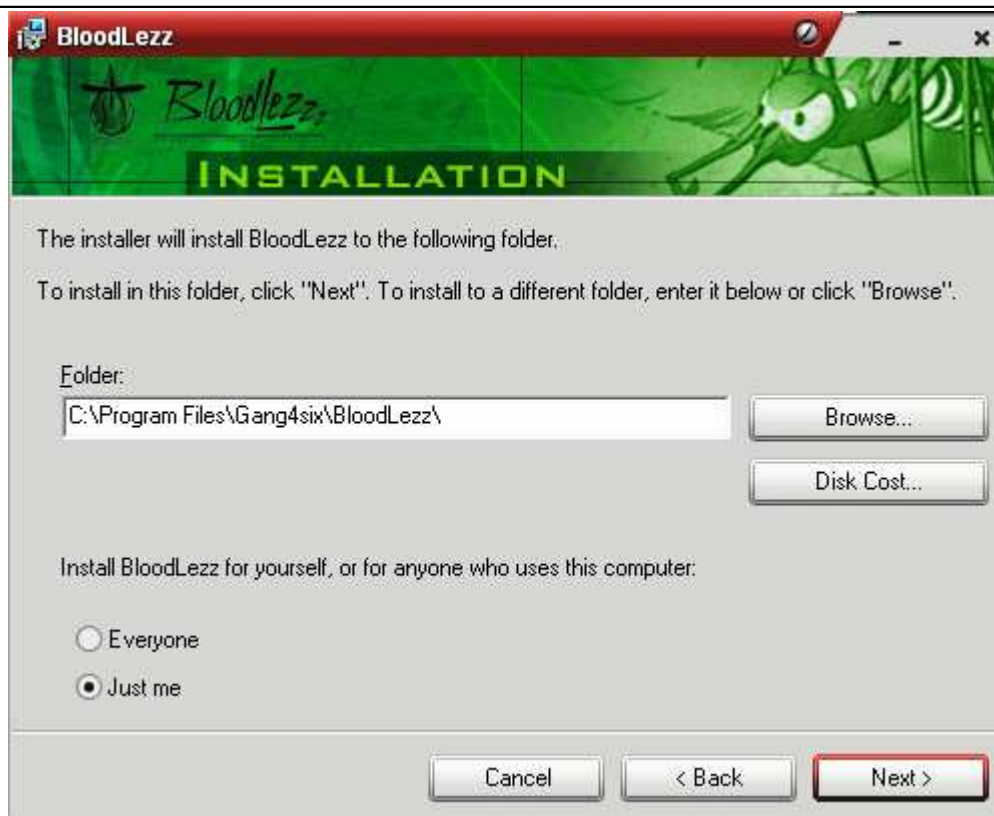 BloodLezz
Bloodlezz
INSTALLATION
The installer will install BloodLezz to the following folder.
To install in this folder, click "Next". To install to a different folder, enter it below or click "Browse".
Folder:
C:\Program Files\Gang4six\BloodLezz\
Browse...
Disk Cost...
Install BloodLezz for yourself, or for anyone who uses this computer:
Everyone
Just me
Cancel
< Back
Next >